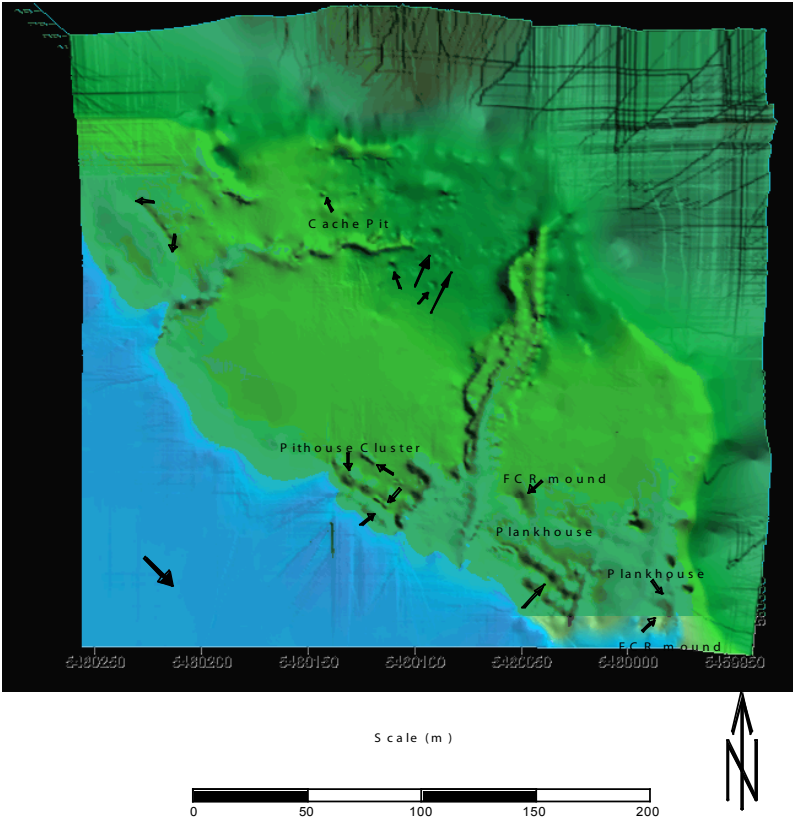 Cache Pit
Pithouse Cluster
FCR mound
Plankhouse
Plankhouse
FCR mound
5480250 5480200 5480150 5480100 5480050 5480000 5459950
Scale (m)
N
0 50 100 150 200